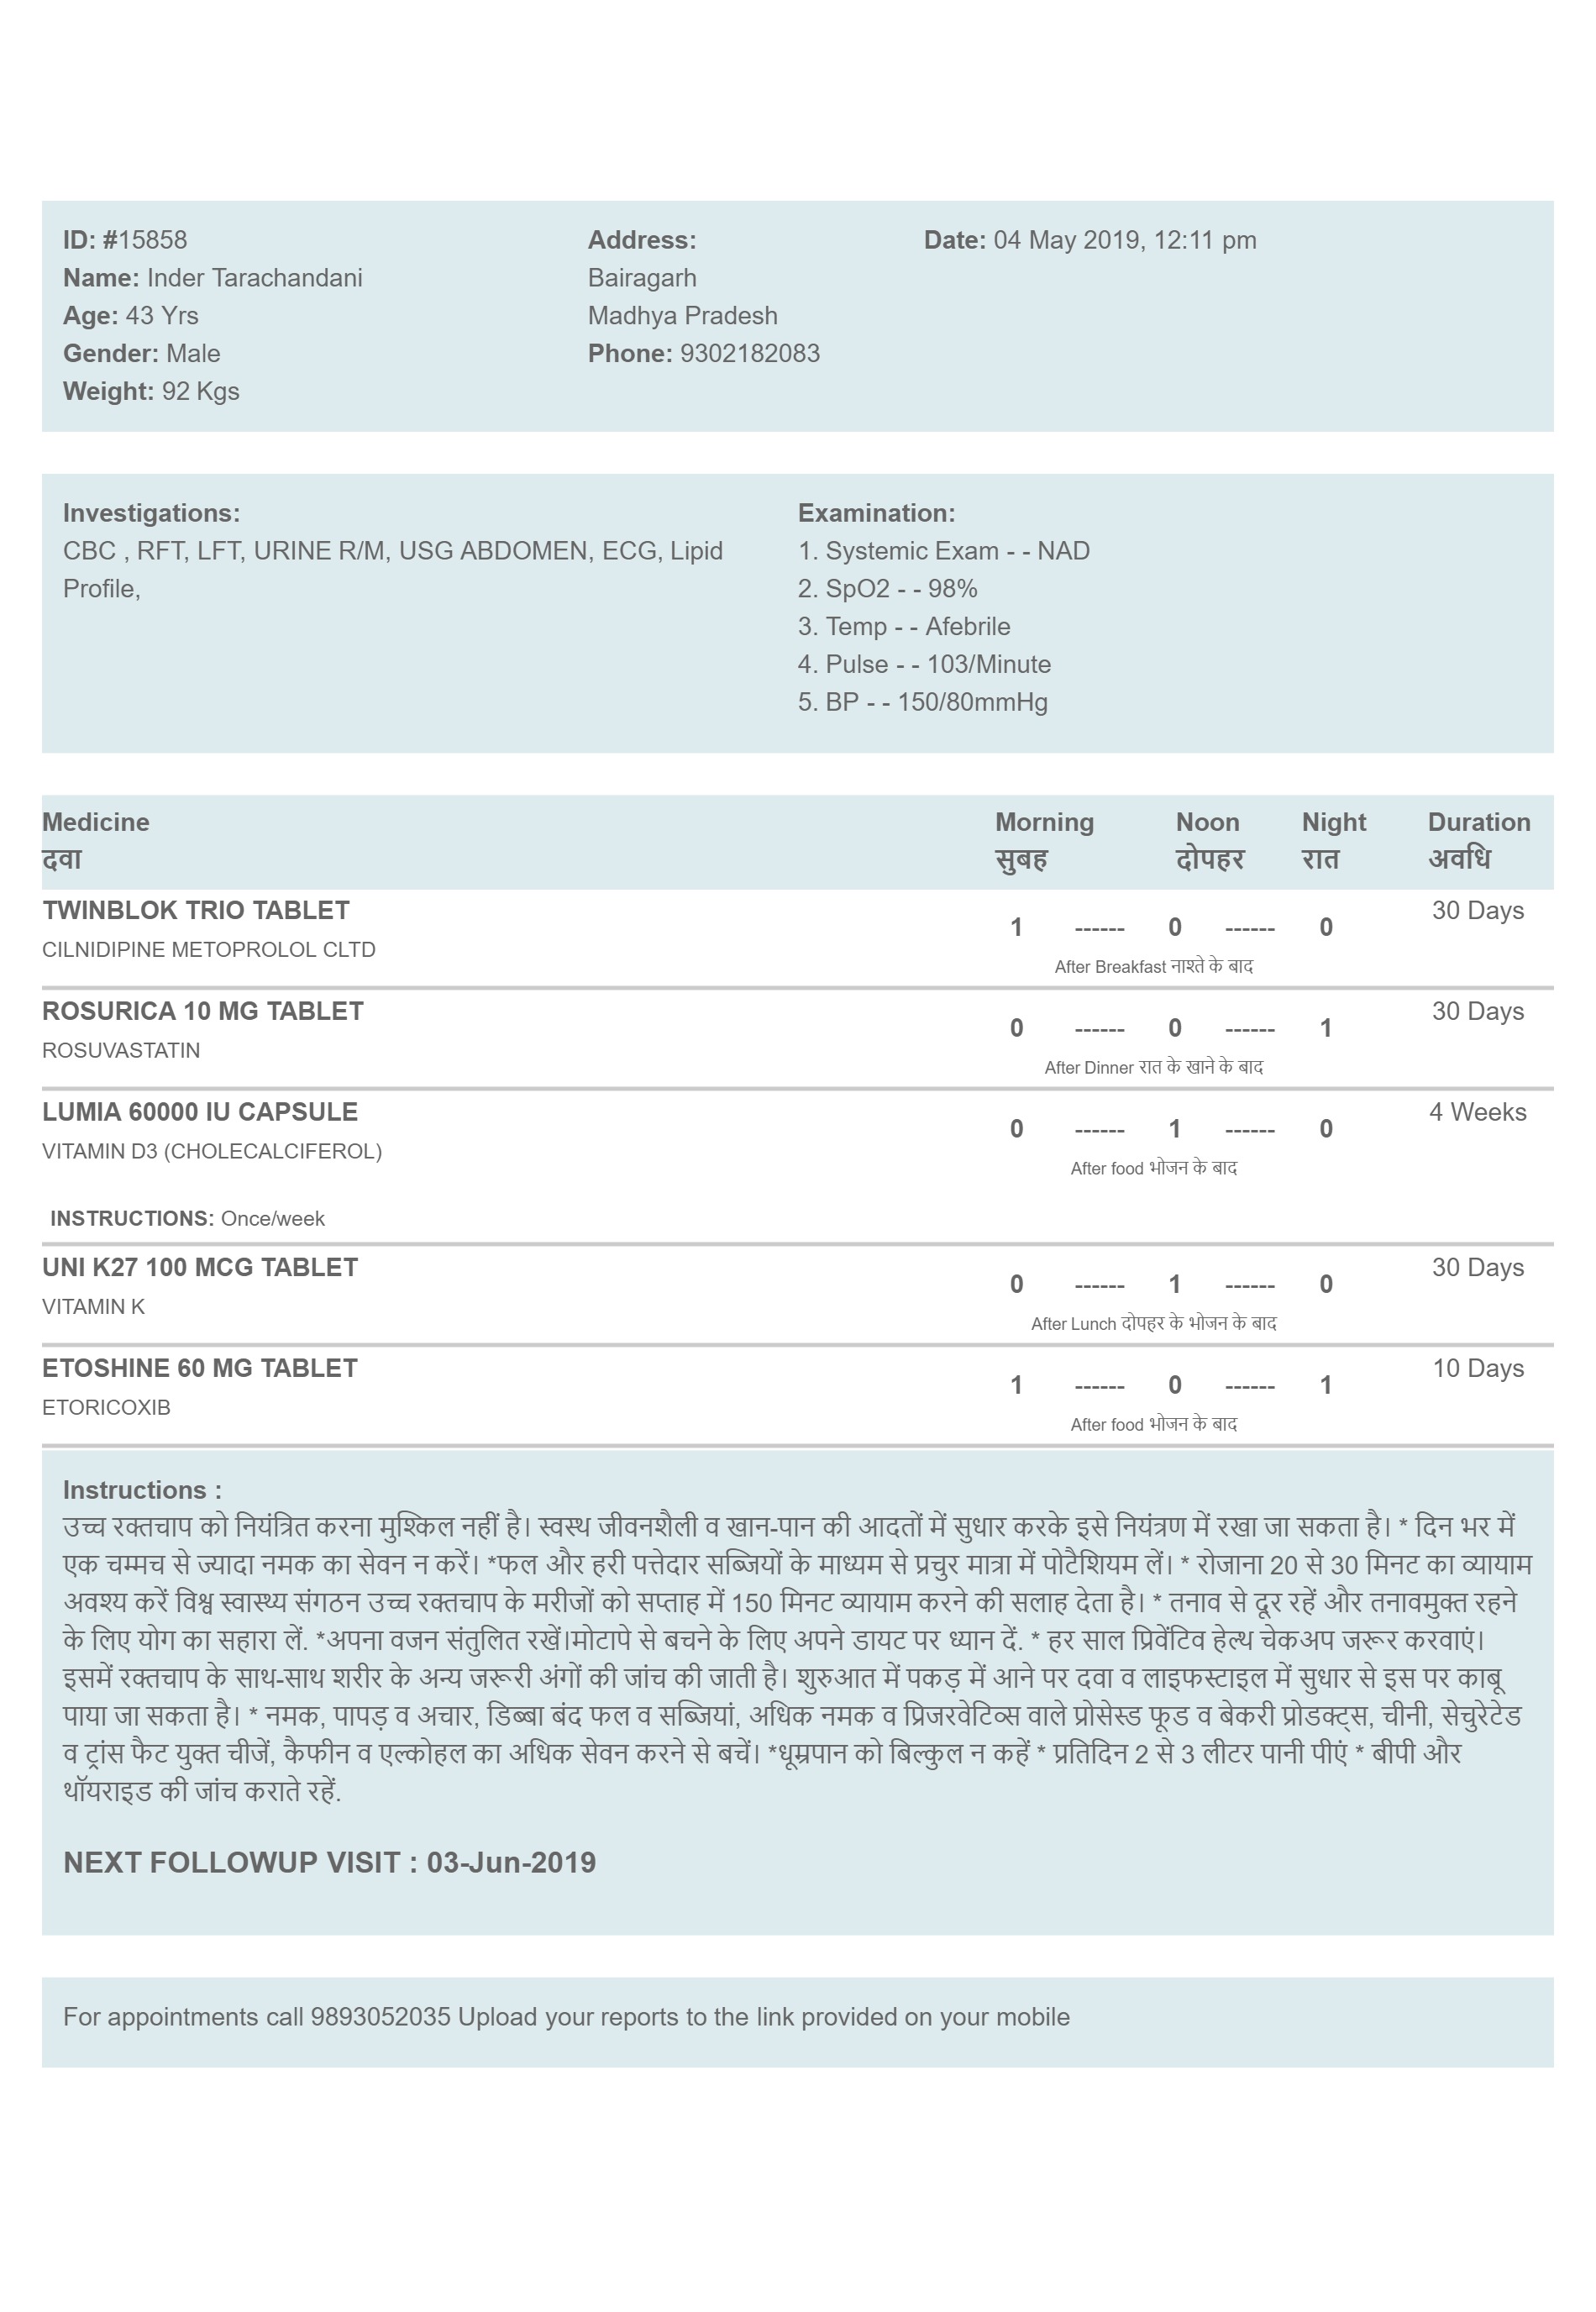 ID: #15858
Name: Inder Tarachandani
Age: 43 Yrs
Gender: Male
Weight: 92 Kgs
Address:
Bairagarh
Madhya Pradesh
Phone: 9302182083
Date: 04 May 2019, 12:11 pm
Investigations:
CBC , RFT, LFT, URINE R/M, USG ABDOMEN, ECG, Lipid
Profile,
Examination:
1. Systemic Exam - - NAD
2. SpO2 - - 98%
3. Temp - - Afebrile
4. Pulse - - 103/Minute
5. BP - - 150/80mmHg
Medicine Morning Noon Night Duration
दवा सुबह दोपहर रात अवधि
TWINBLOK TRIO TABLET 30 Days
1 ------ 0 ------ 0
CILNIDIPINE METOPROLOL CLTD
After Breakfast नाश्ते के बाद
ROSURICA 10 MG TABLET 30 Days
0 ------ 0 ------ 1
ROSUVASTATIN
After Dinner रात के खाने के बाद
LUMIA 60000 IU CAPSULE 4 Weeks
0 ------ 1 ------ 0
VITAMIN D3 (CHOLECALCIFEROL)
After food भोजन के बाद
INSTRUCTIONS: Once/week
UNI K27 100 MCG TABLET 30 Days
0 ------ 1 ------ 0
VITAMIN K
After Lunch दोपहर के भोजन के बाद
ETOSHINE 60 MG TABLET 10 Days
1 ------ 0 ------ 1
ETORICOXIB
After food भोजन के बाद
Instructions :
उच्च रक्तचाप को नियंत्रित करना मुश्किल नहीं है। स्वस्थ जीवनशैली व खान-पान की आदतों में सुधार करके इसे नियंत्रण में रखा जा सकता है। * दिन भर में
एक चम्मच से ज्यादा नमक का सेवन न करें। *फल और हरी पत्तेदार सब्जियों के माध्यम से प्रचुर मात्रा में पोटैशियम लें। * रोजाना 20 से 30 मिनट का व्यायाम
अवश्य करें विश्व स्वास्थ्य संगठन उच्च रक्तचाप के मरीजों को सप्ताह में 150 मिनट व्यायाम करने की सलाह देता है। * तनाव से दूर रहें और तनावमुक्त रहने
के लिए योग का सहारा लें. *अपना वजन संतुलित रखें।मोटापे से बचने के लिए अपने डायट पर ध्यान दें. * हर साल प्रिवेंटिव हेल्थ चेकअप जरूर करवाएं।
इसमें रक्तचाप के साथ-साथ शरीर के अन्य जरूरी अंगों की जांच की जाती है। शुरुआत में पकड़ में आने पर दवा व लाइफस्टाइल में सुधार से इस पर काबू
पाया जा सकता है। * नमक, पापड़ व अचार, डिब्बा बंद फल व सब्जियां, अधिक नमक व प्रिजरवेटिव्स वाले प्रोसेस्ड फूड व बेकरी प्रोडक्ट्स, चीनी, सेचुरेटेड
व ट्रांस फैट युक्त चीजें, कैफीन व एल्कोहल का अधिक सेवन करने से बचें। *धूम्रपान को बिल्कुल न कहें * प्रतिदिन 2 से 3 लीटर पानी पीएं * बीपी और
थॉयराइड की जांच कराते रहें.
NEXT FOLLOWUP VISIT : 03-Jun-2019
For appointments call 9893052035 Upload your reports to the link provided on your mobile